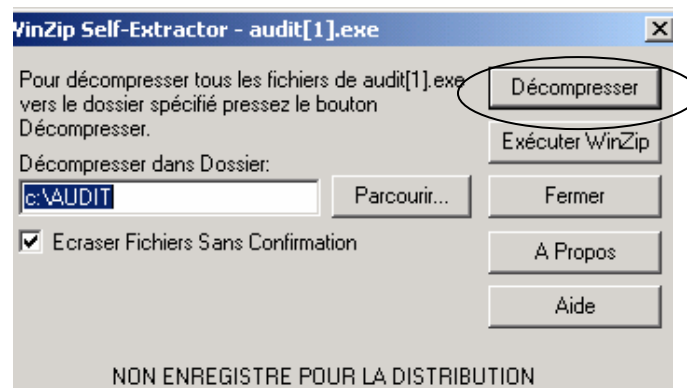 WinZip Self-Extractor - audit[1].exe
Pour décompresser tous les fichiers de audit[1].exe
vers le dossier spécifié pressez le bouton
Décompresser.
Décompresser dans Dossier:
c:\AUDIT
Parcourir...
Ecraser Fichiers Sans Confirmation
Décompresser
Exécuter WinZip
Fermer
A Propos
Aide
NON ENREGISTRE POUR LA DISTRIBUTION